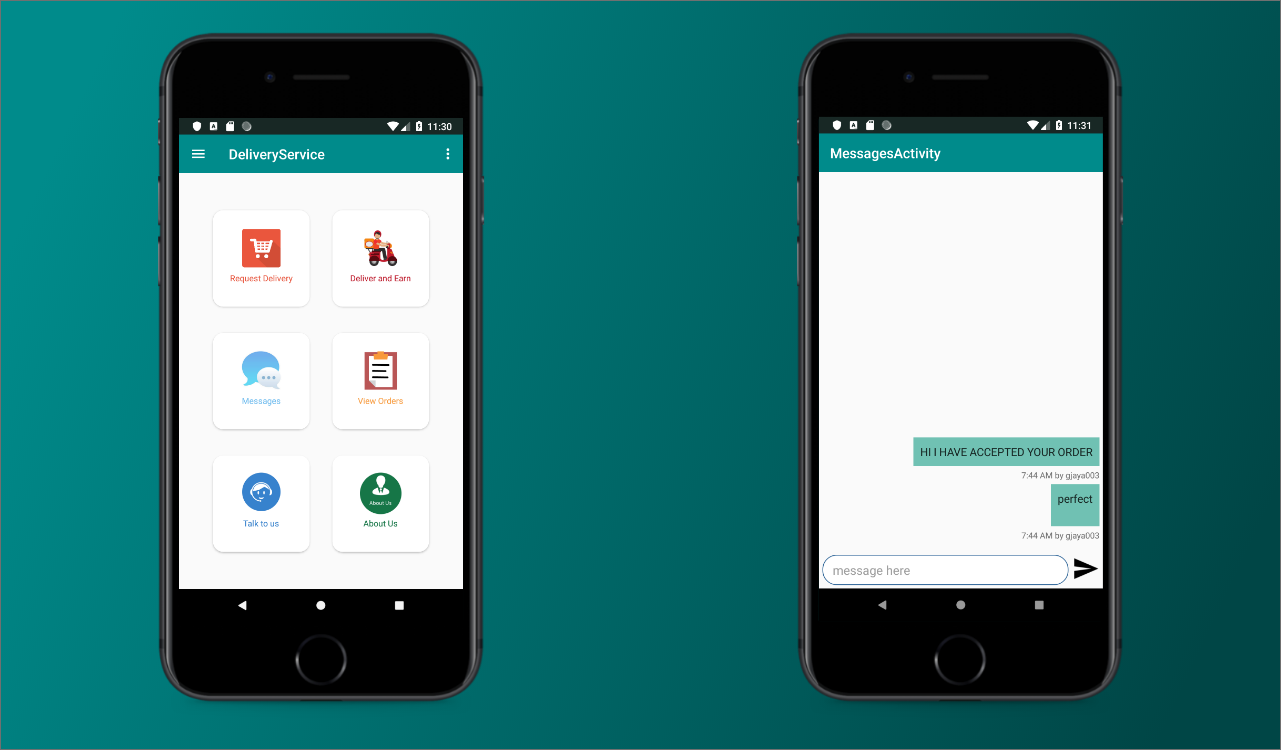 11:30
DeliveryService
Request Delivery
Deliver and Earn
Messages
View Orders
Talk to us
About Us
About Us
11:31
MessagesActivity
HI I HAVE ACCEPTED YOUR ORDER
7:44 AM by gjaya003
perfect
7:44 AM by gjaya003
message here